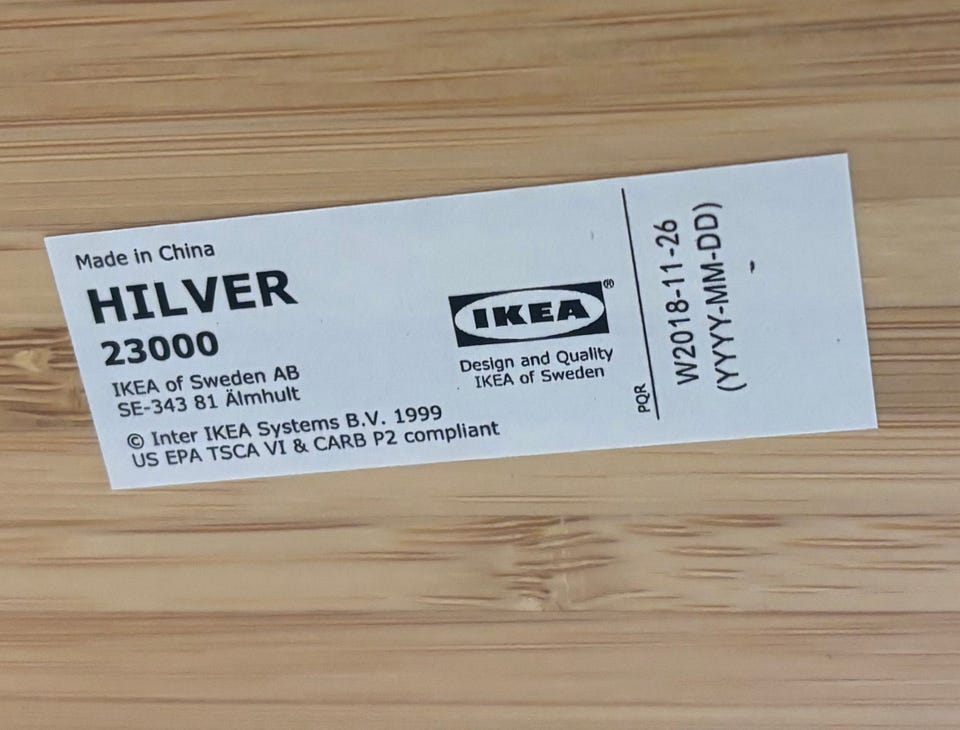 Made in China
HILVER
23000
IKEA of Sweden AB
SE-343 81 Älmhult
© Inter IKEA Systems B.V. 1999
US EPA TSCA VI & CARB P2 compliant
IKEA®
Design and Quality
IKEA of Sweden
PQR
W2018-11-26
(YYYY-MM-DD)